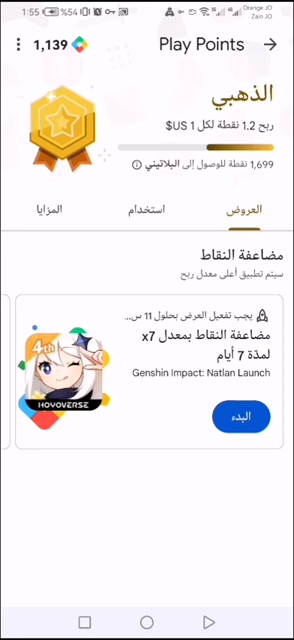 1:55
%54
Orange JO
Zain JO
Play Points
1,139
الذهبي
ربح 1.2 نقطة لكل 1 US$
1,699 نقطة للوصول إلى البلاتيني
العروض
استخدام
المزايا
مضاعفة النقاط
سيتم تطبيق أعلى معدل ربح
يجب تفعيل العرض بحلول 11 س...
مضاعفة النقاط بمعدل x7
لمدّة 7 أيام
Genshin Impact: Natlan Launch
البدء
4th
HOYOVERSE